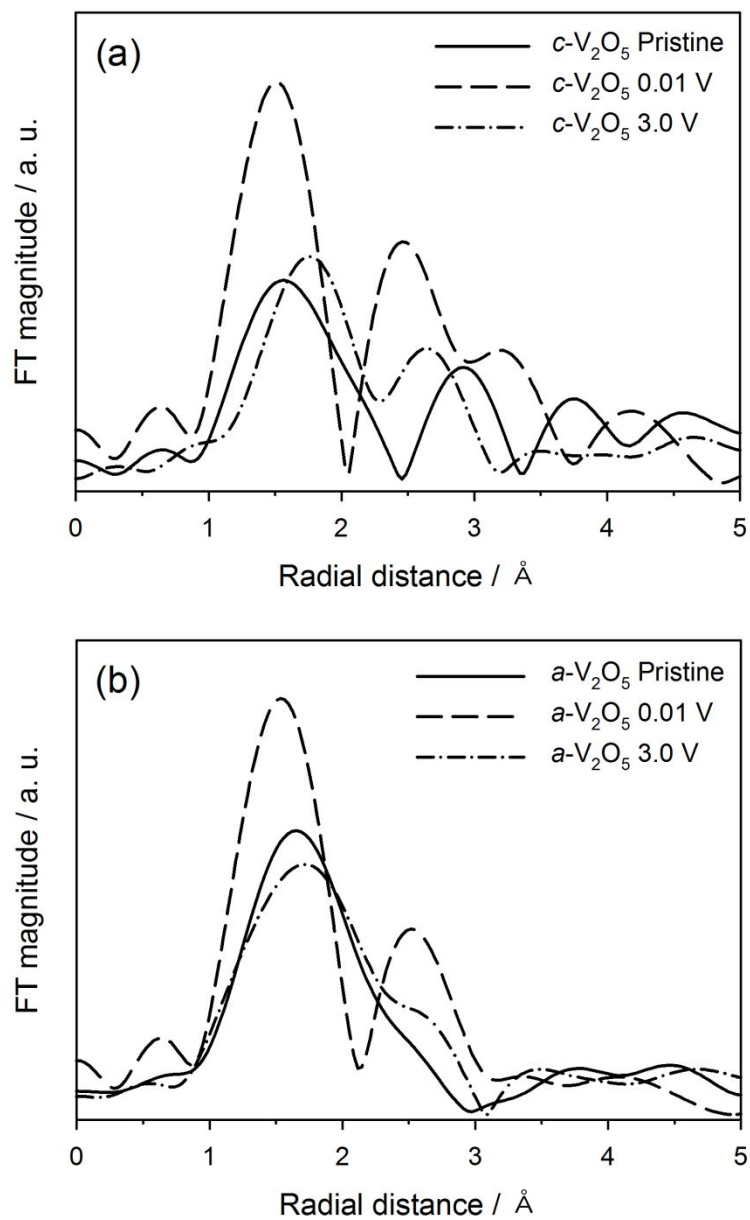 (a)
c-V₂O₅ Pristine
c-V₂O₅ 0.01 V
c-V₂O₅ 3.0 V
FT magnitude / a. u.
0 1 2 3 4 5
Radial distance / Å
(b)
a-V₂O₅ Pristine
a-V₂O₅ 0.01 V
a-V₂O₅ 3.0 V
FT magnitude / a. u.
0 1 2 3 4 5
Radial distance / Å